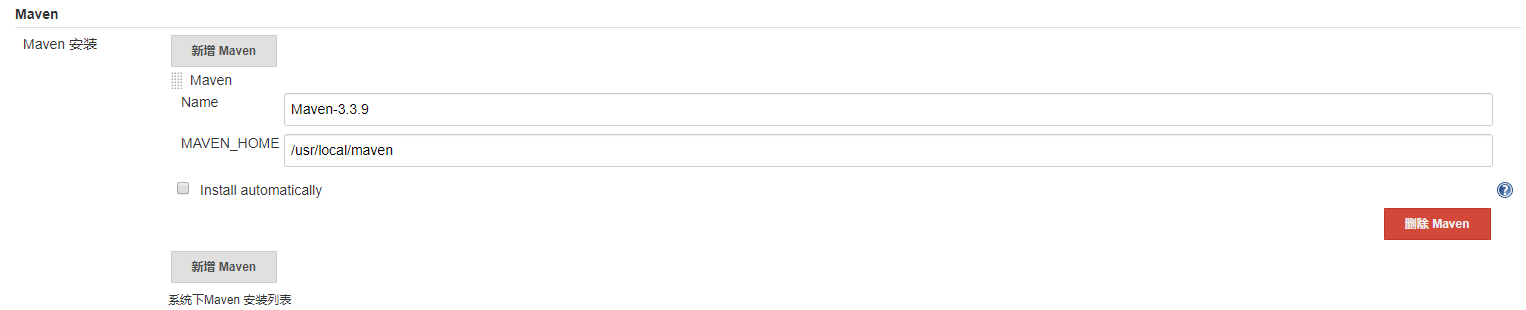 Maven
Maven 安装
新增 Maven
Maven
Name
Maven-3.3.9
MAVEN_HOME
/usr/local/maven
Install automatically
?
删除 Maven
新增 Maven
系统下Maven 安装列表